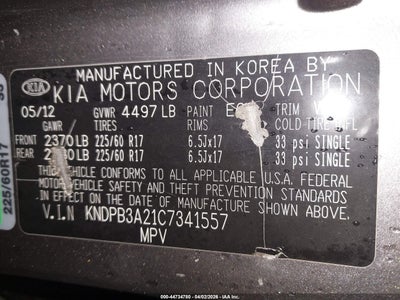 MANUFACTURED IN KOREA BY
KIA KIA MOTORS CORPORATION
05/12 GVWR 4497 LB PAINT TRIM
GAWR TIRES RIMS COLD TIRE
FRONT 2370 LB 225/60 R17 6.5Jx17 33 psi SINGLE
REAR LB 225/60 R17 6.5Jx17 33 psi SINGLE
THIS VEHICLE CONFORMS TO ALL APPLICABLE U.S.A. FEDERAL
MOTOR VEHICLE SAFETY AND THEFT PREVENTION STANDARDS
IN EFFECT ON THE DATE OF MANUFACTURE SHOWN ABOVE.
V.I.N KNDPB3A21C7341557
MPV
225/60R17
000-44734780 - 04/02/2026 - IAA Inc.